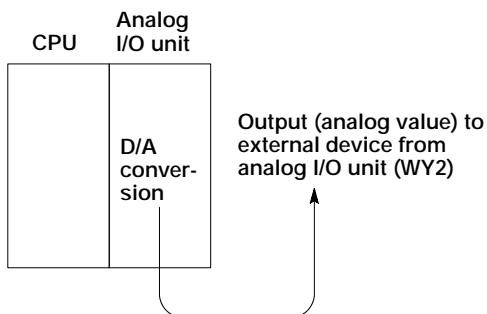 CPU
Analog
I/O unit
D/A
conver-
sion
Output (analog value) to
external device from
analog I/O unit (WY2)